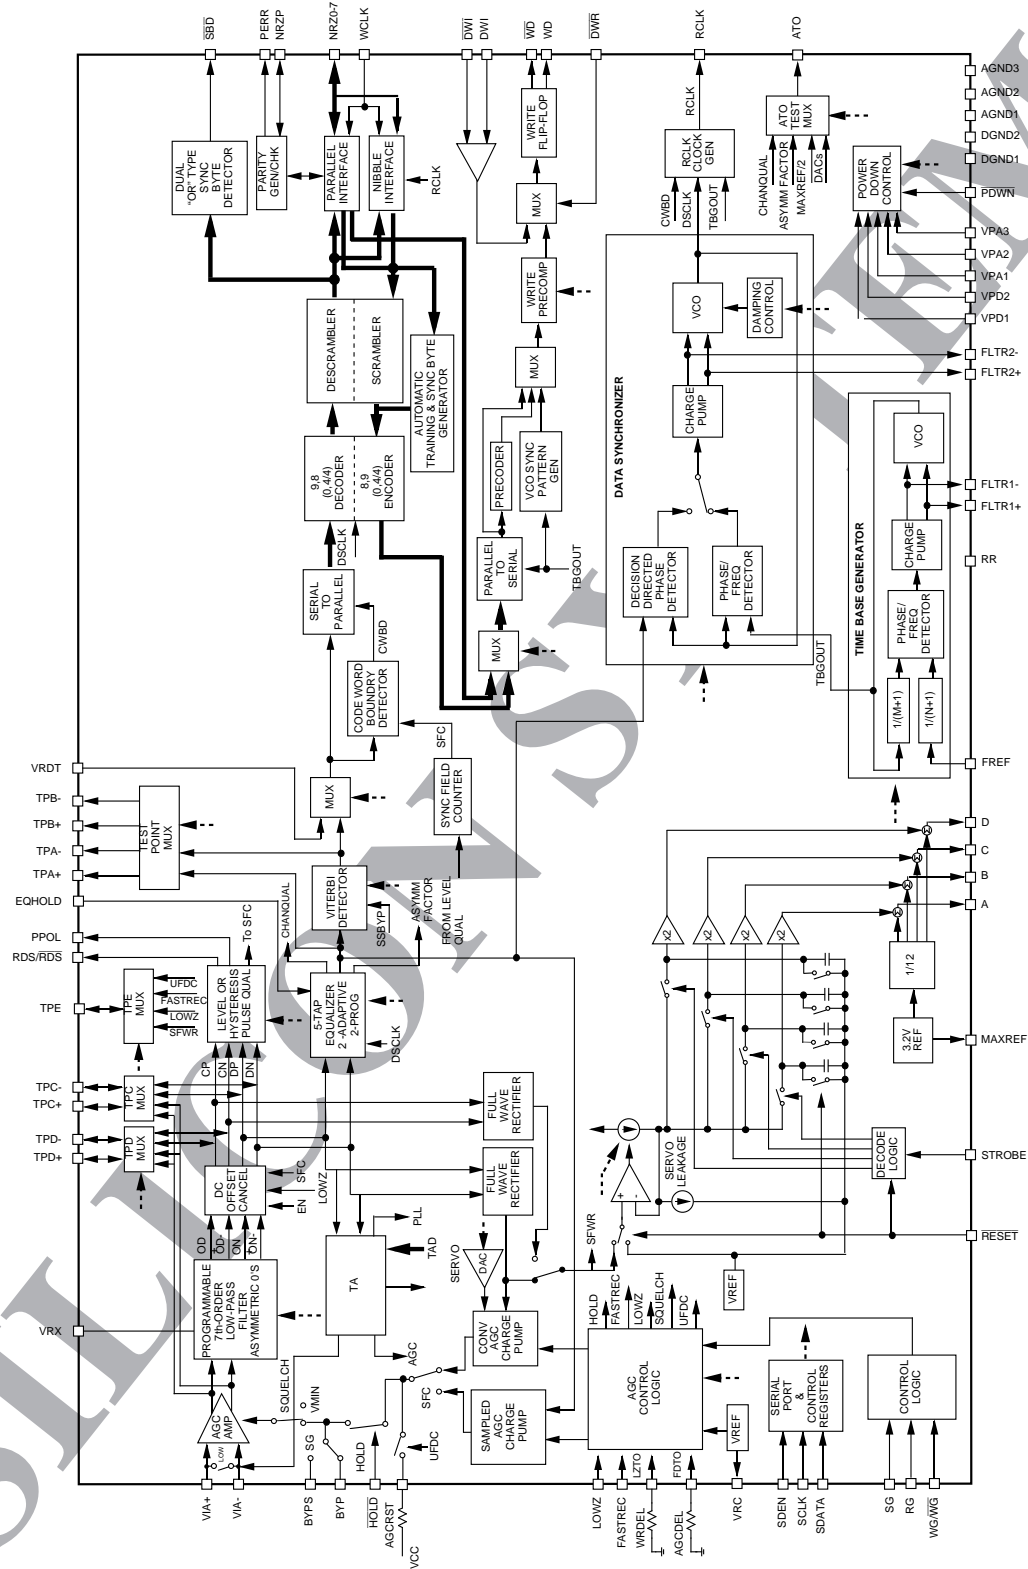 SBD
PERR
NRZP
NRZ0-7
WCLK
DWI
DWI
WD
WD
DWR
RCLK
ATO
AGND3
AGND2
AGND1
DGND2
DGND1
PDWN
VPA3
VPA2
VPA1
VPD2
VPD1
FLTR2-
FLTR2+
FLTR1-
FLTR1+
RR
FREF
D
C
B
A
MAXREF
STROBE
RESET
VRDT
TPB-
TPB+
TPA-
TPA+
EQHOLD
PPOL
RDS/RDS
TPE
TPC-
TPC+
TPD-
TPD+
VRX
VIA+
VIA-
BYPS
BYP
HOLD
AGCRST
VCC
LOWZ
FASTREC
WRDEL
AGCDEL
VRC
SDEN
SCLK
SDATA
SG
RG
WG/WG
DUAL
"OR" TYPE
SYNC
BYTE
DETECTOR
PARITY
GEN/CHK
PARALLEL
INTERFACE
NIBBLE
INTERFACE
RCLK
WRITE
FLIP-FLOP
MUX
WRITE
PRECOMP
MUX
RCLK
RCLK
CLOCK
GEN
CWBD
DSCLK
TBGOUT
ATO
TEST
MUX
CHANQUAL
ASYMM FACTOR
MAXREF/2
DACs
POWER
DOWN
CONTROL
DESCRAMBLER
SCRAMBLER
AUTOMATIC
TRAINING & SYNC BYTE
GENERATOR
9,8
(0,4/4)
DECODER
8,9
(0,4/4)
ENCODER
DSCLK
SERIAL
TO
PARALLEL
CWBD
CODE WORD
BOUNDRY
DETECTOR
SFC
SYNC FIELD
COUNTER
FROM LEVEL
QUAL
PRECODER
VCO SYNC
PATTERN
GEN
PARALLEL
TO
SERIAL
TBGOUT
MUX
DATA SYNCHRONIZER
VCO
DAMPING
CONTROL
CHARGE
PUMP
DECISION
DIRECTED
PHASE
DETECTOR
PHASE/
FREQ
DETECTOR
TBGOUT
TIME BASE GENERATOR
VCO
CHARGE
PUMP
PHASE/
FREQ
DETECTOR
1/(M+1)
1/(N+1)
MUX
TEST
POINT
MUX
VITERBI
DETECTOR
SSBYP
ASYMM
FACTOR
CHANQUAL
To SFC
5-TAP
EQUALIZER
2 -ADAPTIVE
2-PROG
DSCLK
LEVEL OR
HYSTERESIS
PULSE QUAL
CP
CN
DP
DN
TPE
MUX
UFDC
FASTREC
LOWZ
SFWR
TPC
MUX
TPD
MUX
DC
OFFSET
CANCEL
SFC
LOWZ
EN
OD
+
OD-
ON
+
ON-
PROGRAMMABLE
7th-ORDER
LOW-PASS
FILTER
ASYMMETRIC 0'S
AGC
AMP
LOW
SQUELCH
VMIN
SG
HOLD
UFDC
SFC
AGC
TA
PLL
TAD
FULL
WAVE
RECTIFIER
FULL
WAVE
RECTIFIER
SERVO
DAC
CONV
AGC
CHARGE
PUMP
SAMPLED
AGC
CHARGE
PUMP
SFWR
HOLD
FASTREC
LOWZ
SQUELCH
UFDC
AGC
CONTROL
LOGIC
LZTO
FDTO
VREF
VREF
SERVO
LEAKAGE
+
-
x2
x2
x2
x2
Σ
Σ
Σ
Σ
1/12
3.2V
REF
DECODE
LOGIC
SERIAL
PORT
&
CONTROL
REGISTERS
CONTROL
LOGIC